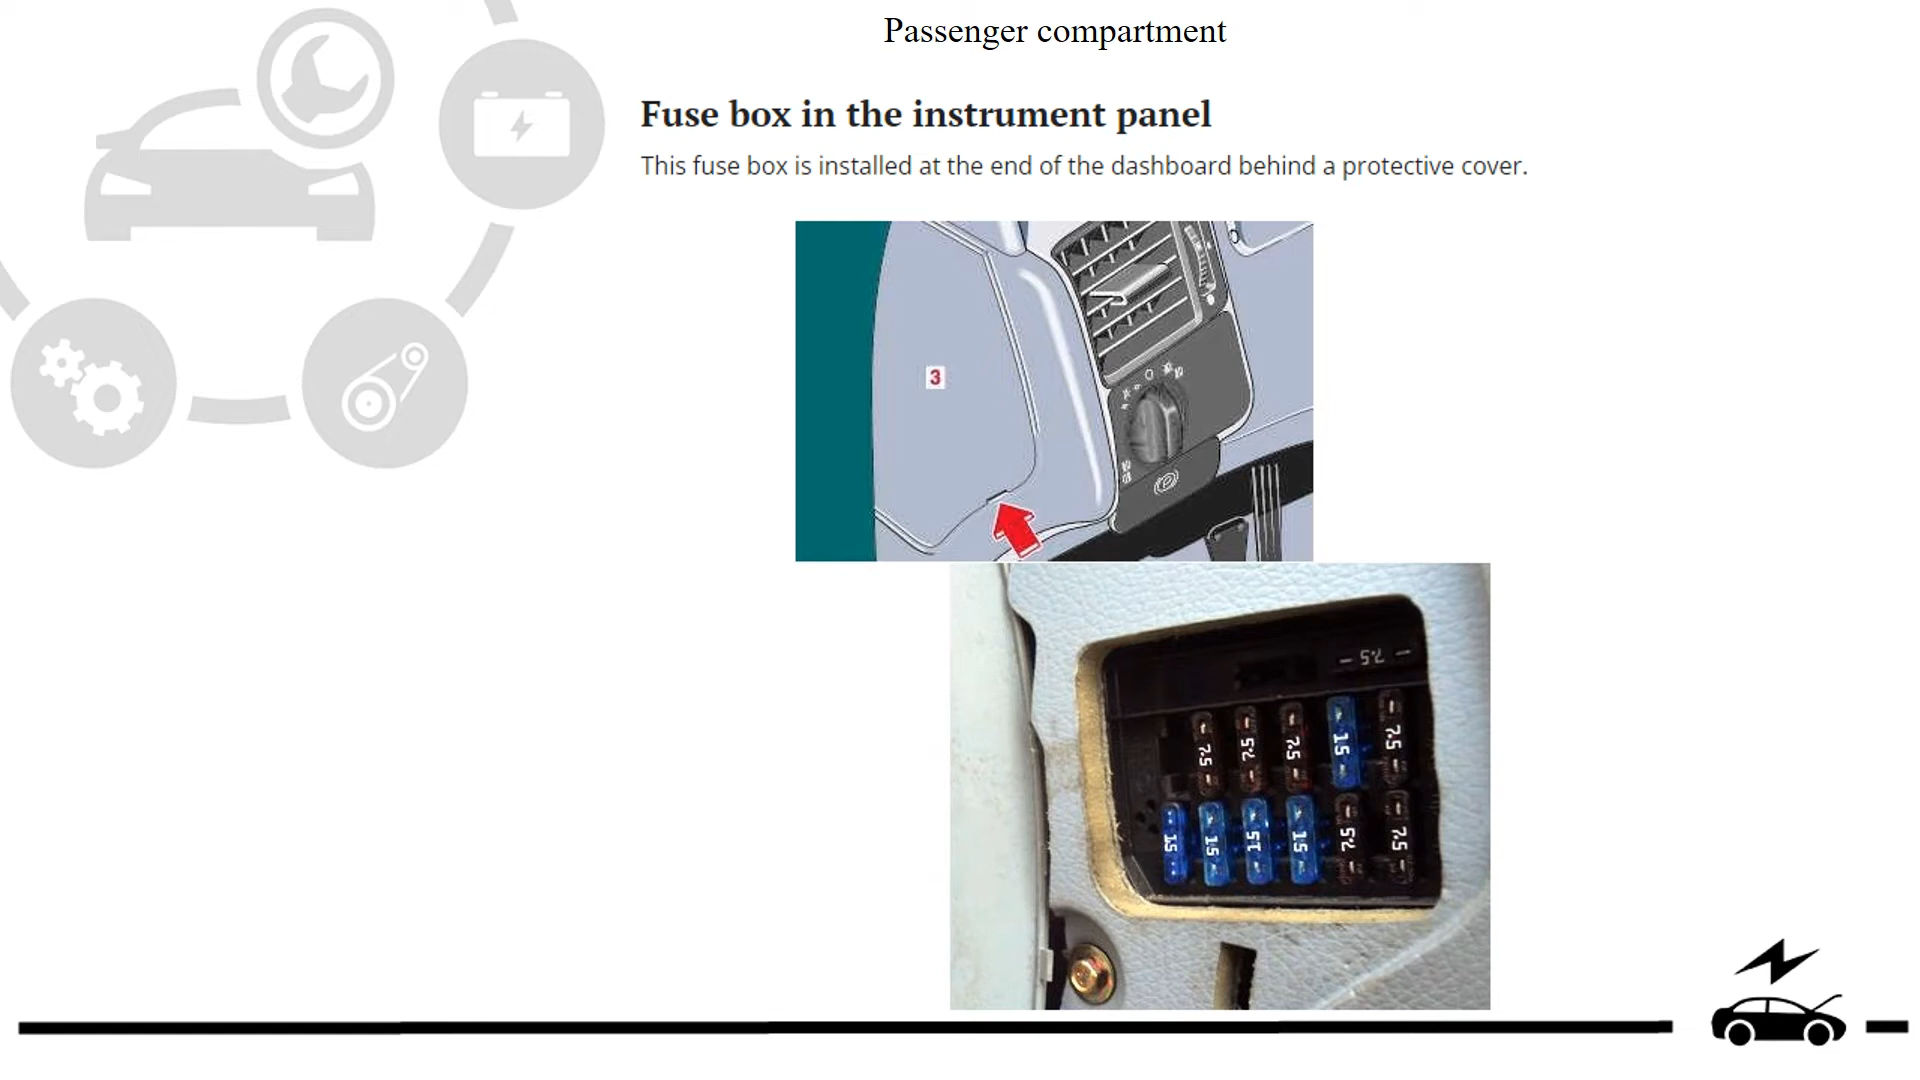 Passenger compartment
Fuse box in the instrument panel
This fuse box is installed at the end of the dashboard behind a protective cover.
3
7.5
7.5 7.5 7.5 15 7.5
15 15 15 15 7.5 7.5